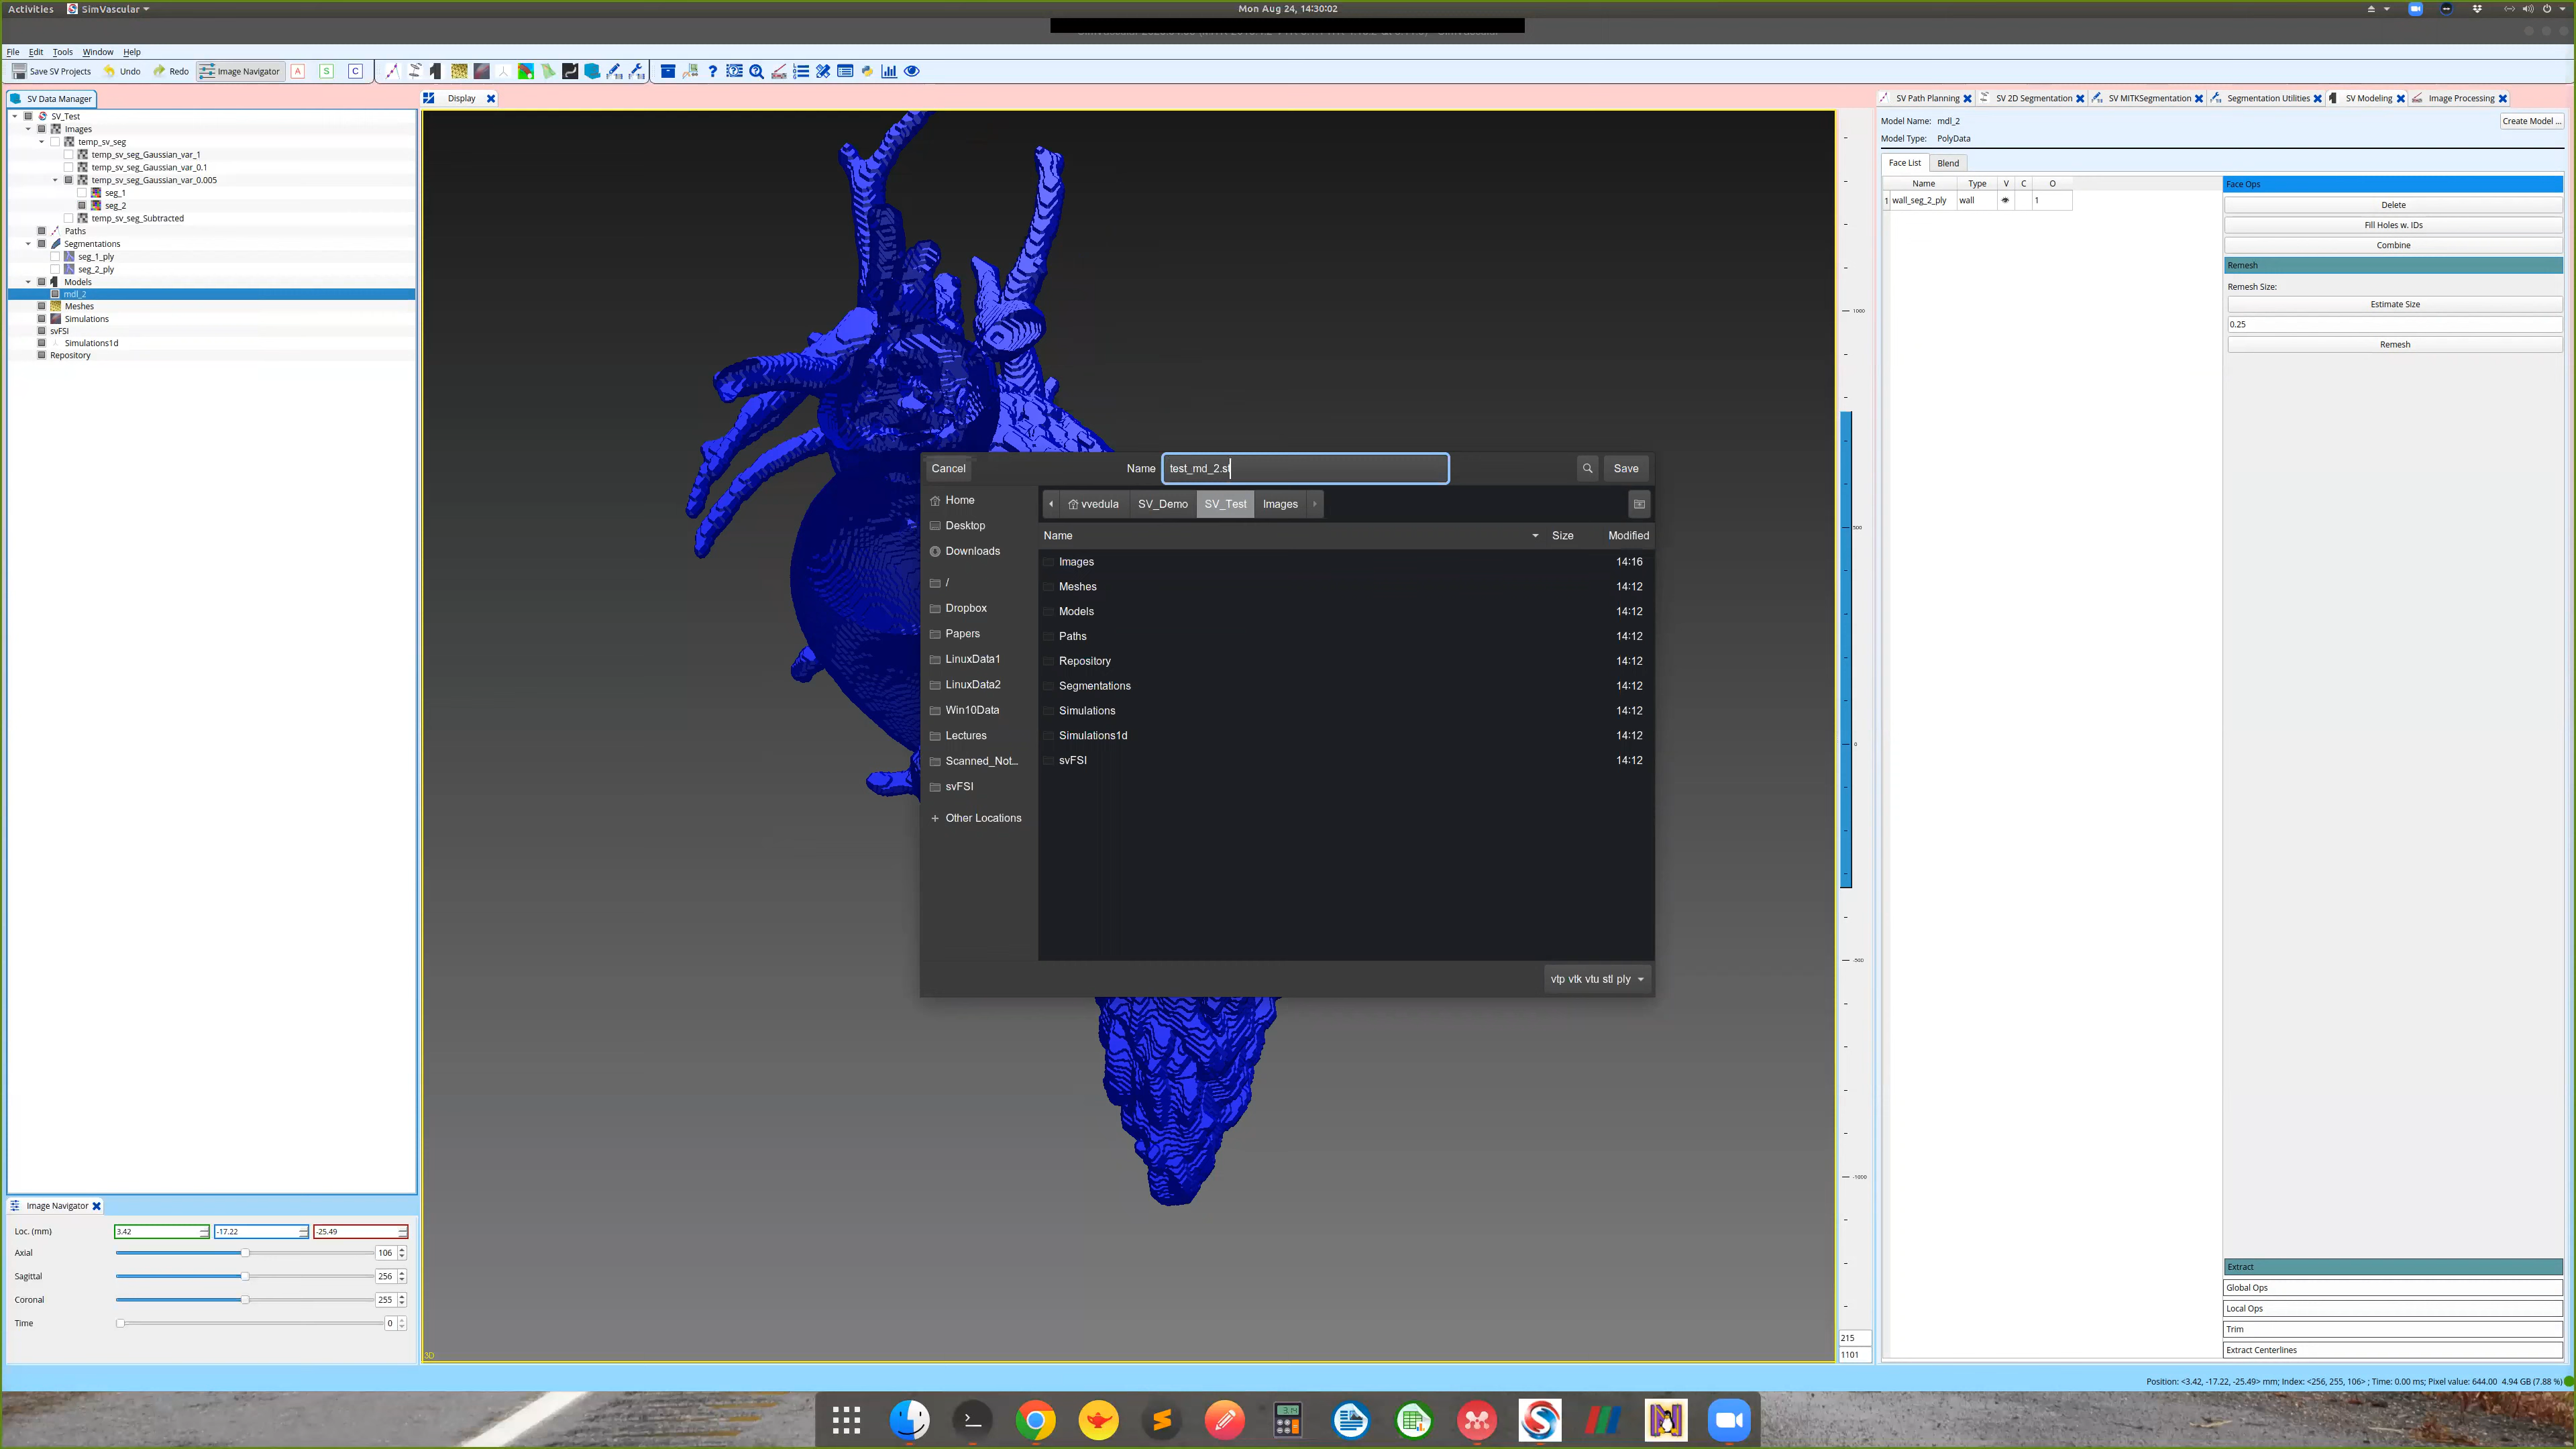 Activities SimVascular Mon Aug 24, 14:30:02
File Edit Tools Window Help
Save SV Projects Undo Redo Image Navigator A S C
SV Data Manager
SV_Test
Images
temp_sv_seg
temp_sv_seg_Gaussian_var_1
temp_sv_seg_Gaussian_var_0.1
temp_sv_seg_Gaussian_var_0.005
seg_1
seg_2
temp_sv_seg_Subtracted
Paths
Segmentations
seg_1_ply
seg_2_ply
Models
mdl_2
Meshes
Simulations
svFSI
Simulations1d
Repository
Image Navigator
Loc. (mm) 3.42 -17.22 -25.49
Axial 106
Sagittal 256
Coronal 255
Time 0
Display
3D
1000
500
0
-500
-1000
215
1101
Cancel Name test_md_2.st Save
Home
Desktop
Downloads
/
Dropbox
Papers
LinuxData1
LinuxData2
Win10Data
Lectures
Scanned_Not...
svFSI
Other Locations
vvedula SV_Demo SV_Test Images
Name Size Modified
Images 14:16
Meshes 14:12
Models 14:12
Paths 14:12
Repository 14:12
Segmentations 14:12
Simulations 14:12
Simulations1d 14:12
svFSI 14:12
vtp vtk vtu stl ply
SV Path Planning SV 2D Segmentation SV MITKSegmentation Segmentation Utilities SV Modeling Image Processing
Model Name: mdl_2 Create Model ...
Model Type: PolyData
Face List Blend
Name Type V C O
1 wall_seg_2_ply wall 1
Face Ops
Delete
Fill Holes w. IDs
Combine
Remesh
Remesh Size:
Estimate Size
0.25
Remesh
Extract
Global Ops
Local Ops
Trim
Extract Centerlines
Position: <3.42, -17.22, -25.49> mm; Index: <256, 255, 106> ; Time: 0.00 ms; Pixel value: 644.00 4.94 GB (7.88 %)
3.14